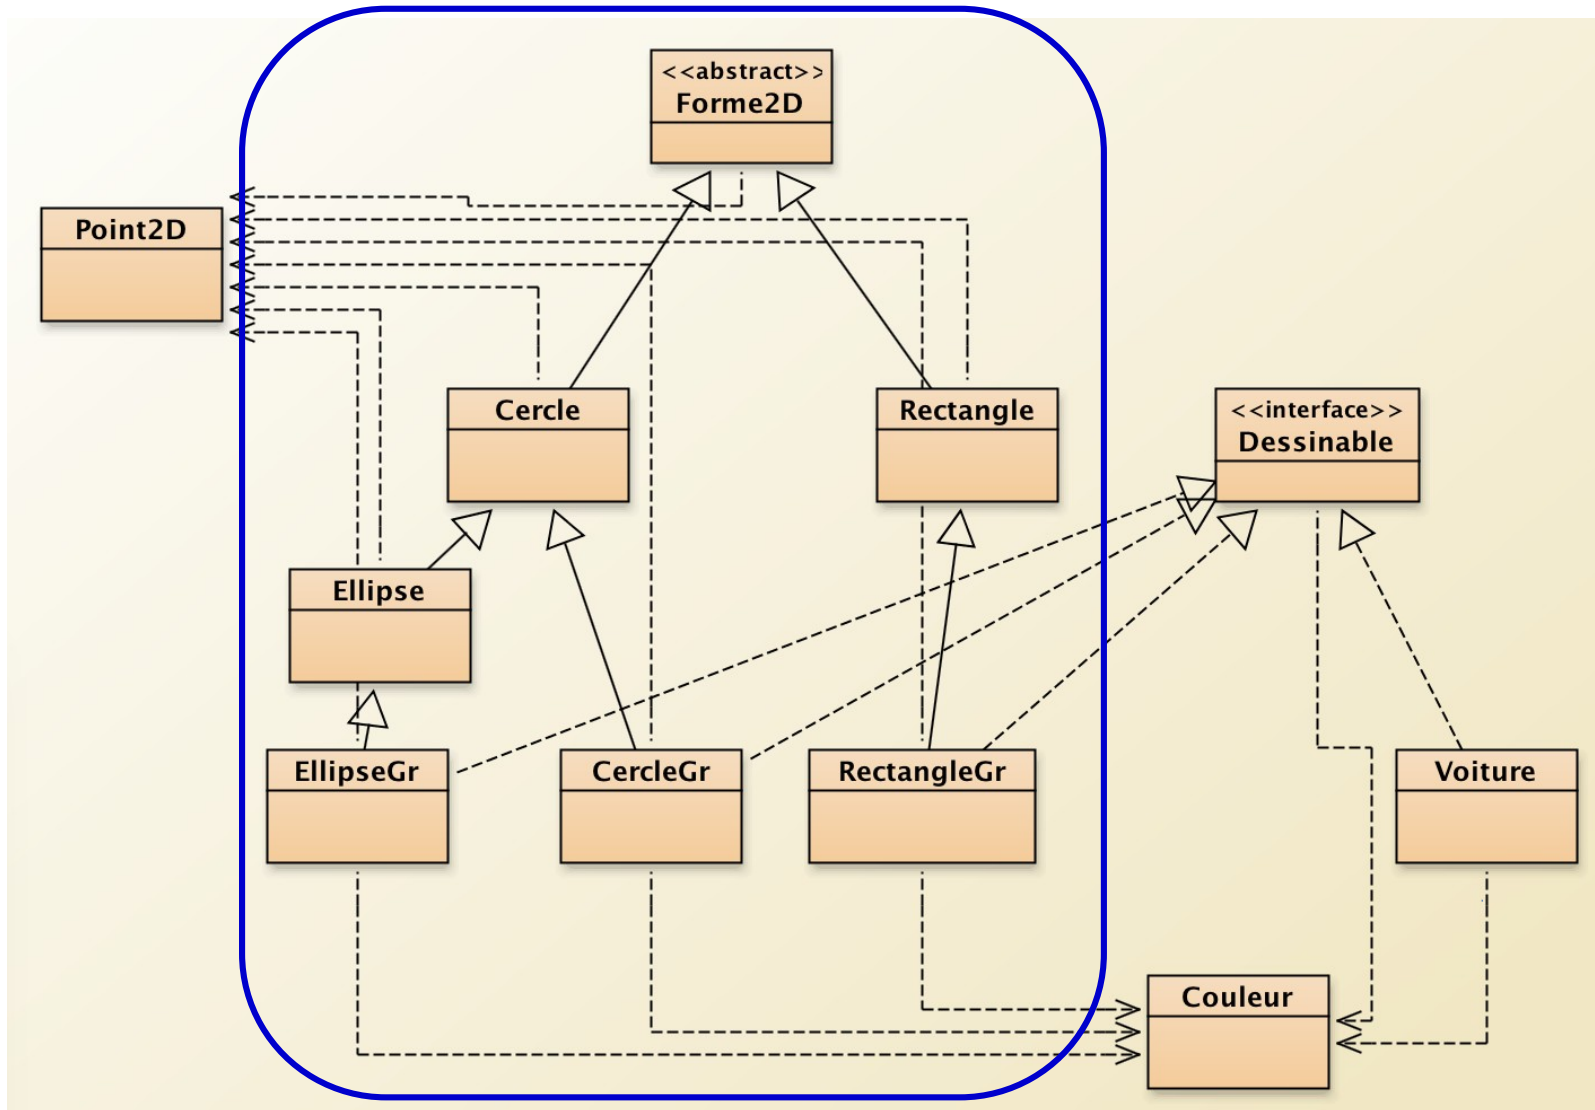 <<abstract>>
Forme2D
Point2D
Cercle
Rectangle
<<interface>>
Dessinable
Ellipse
EllipseGr
CercleGr
RectangleGr
Voiture
Couleur